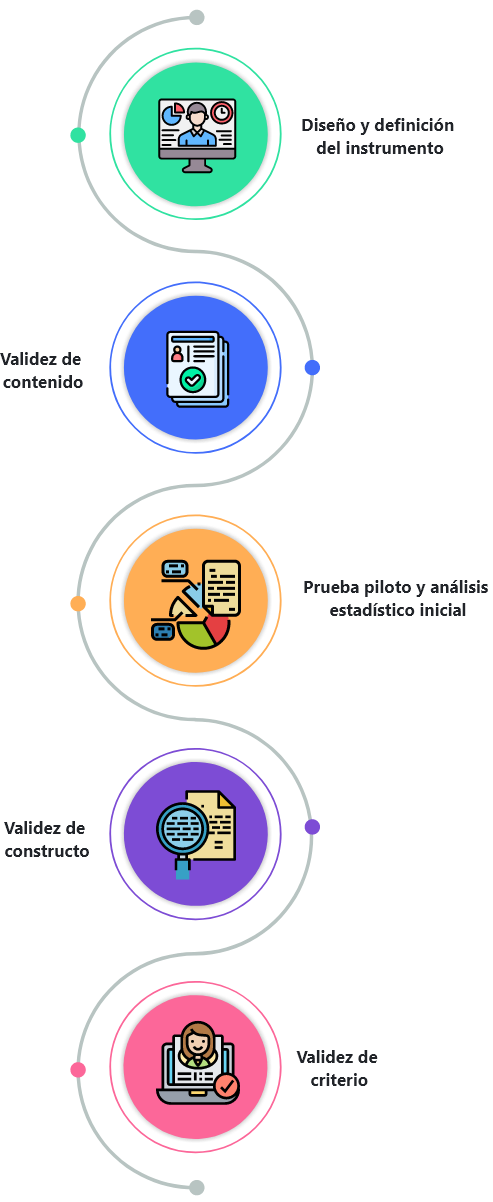 Diseño y definición
del instrumento
Validez de
contenido
Prueba piloto y análisis
estadístico inicial
Validez de
constructo
Validez de
criterio